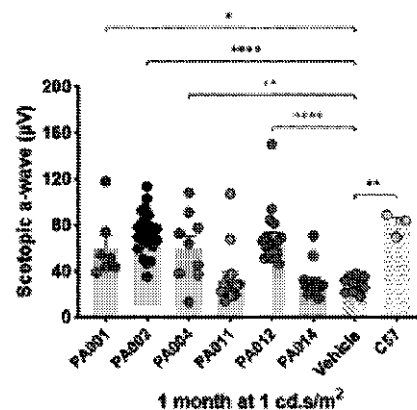 *
****
**
****
**
Scotopic a-wave (µV)
200
160
120
80
40
0
PA001
PA002
PA004
PA011
PA012
PA014
Vehicle
C57
1 month at 1 cd.s/m²